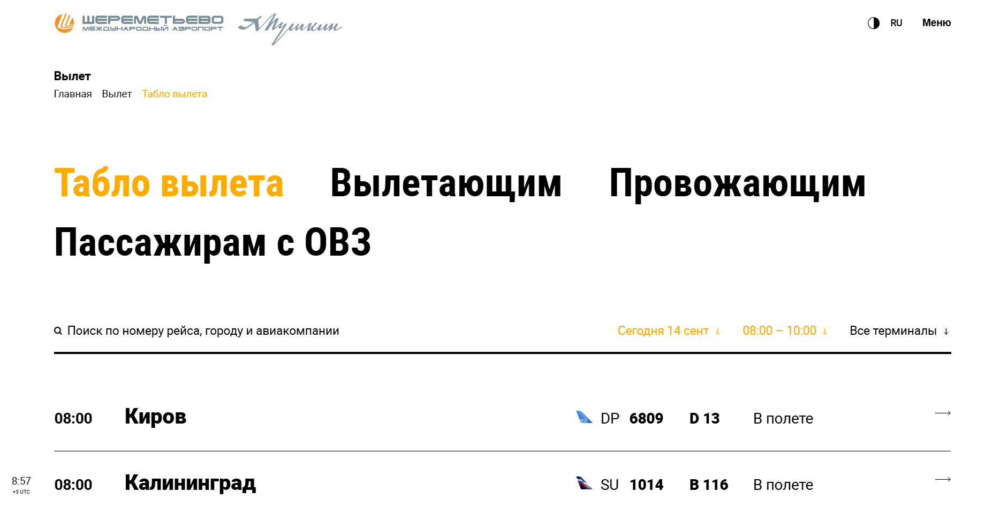 ШЕРЕМЕТЬЕВО
МЕЖДУНАРОДНЫЙ АЭРОПОРТ
АПушкин
RU
Меню
Вылет
Главная Вылет Табло вылета
Табло вылета Вылетающим Провожающим
Пассажирам с ОВЗ
Поиск по номеру рейса, городу и авиакомпании Сегодня 14 сент ↓ 08:00 – 10:00 ↓ Все терминалы ↓
08:00 Киров DP 6809 D 13 В полете
08:00 Калининград SU 1014 B 116 В полете
8:57
+3 UTC